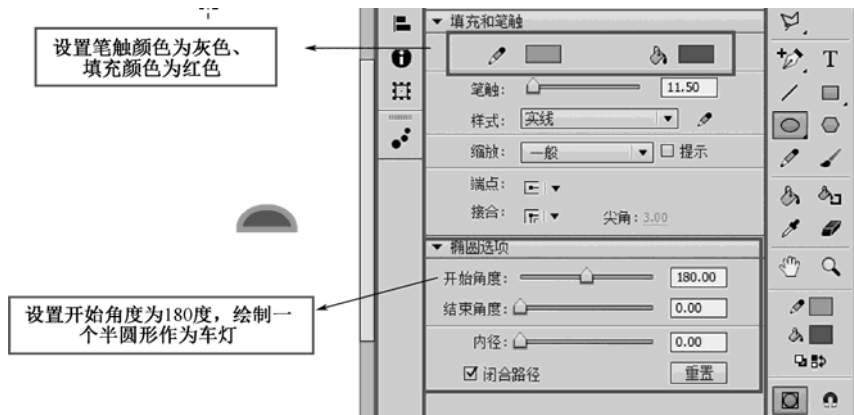 设置笔触颜色为灰色、
填充颜色为红色
填充和笔触
笔触: 11.50
样式: 实线
缩放: 一般 提示
端点:
接合: 尖角: 3.00
椭圆选项
开始角度: 180.00
结束角度: 0.00
内径: 0.00
闭合路径 重置
设置开始角度为180度，绘制一
个半圆形作为车灯
T